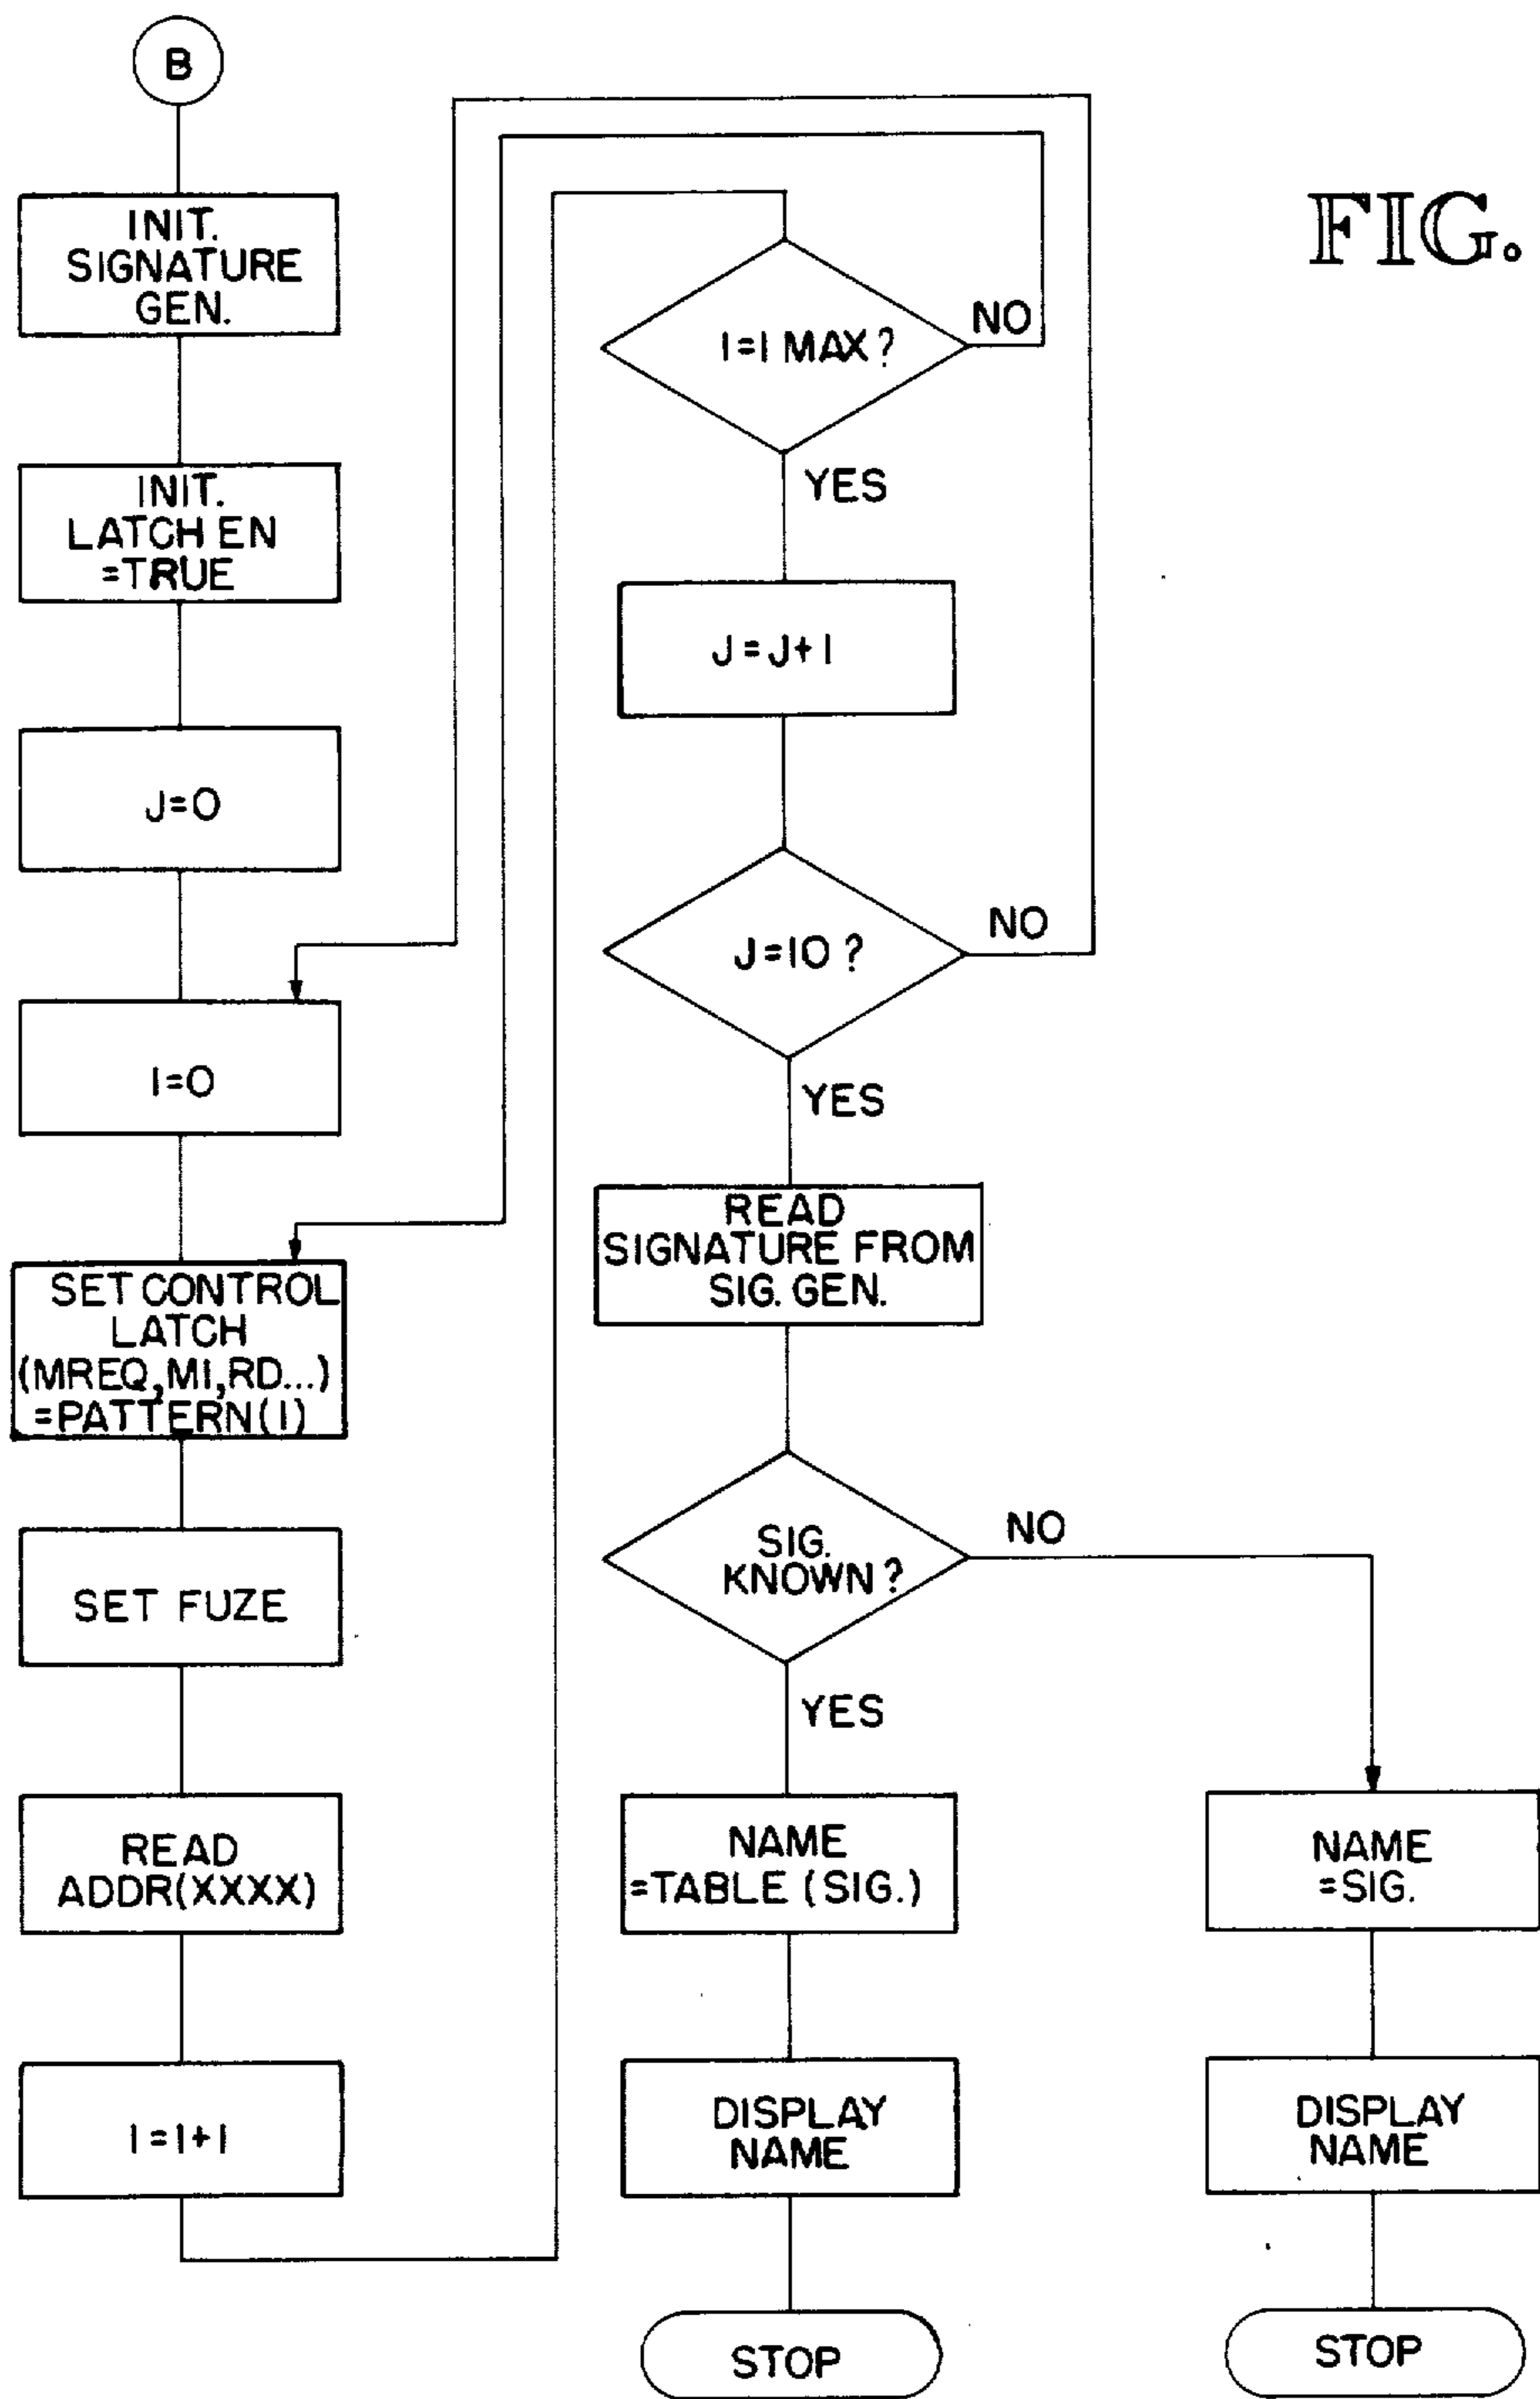 B
INIT.
SIGNATURE
GEN.
INIT.
LATCH EN
=TRUE
J=0
I=0
SET CONTROL
LATCH
(MREQ,MI,RD...)
=PATTERN(I)
SET FUZE
READ
ADDR(XXXX)
I=I+1
FIG.
I=I MAX?
NO
YES
J=J+1
J=10?
NO
YES
READ
SIGNATURE FROM
SIG. GEN.
SIG.
KNOWN?
NO
YES
NAME
=TABLE (SIG.)
DISPLAY
NAME
STOP
NAME
=SIG.
DISPLAY
NAME
STOP